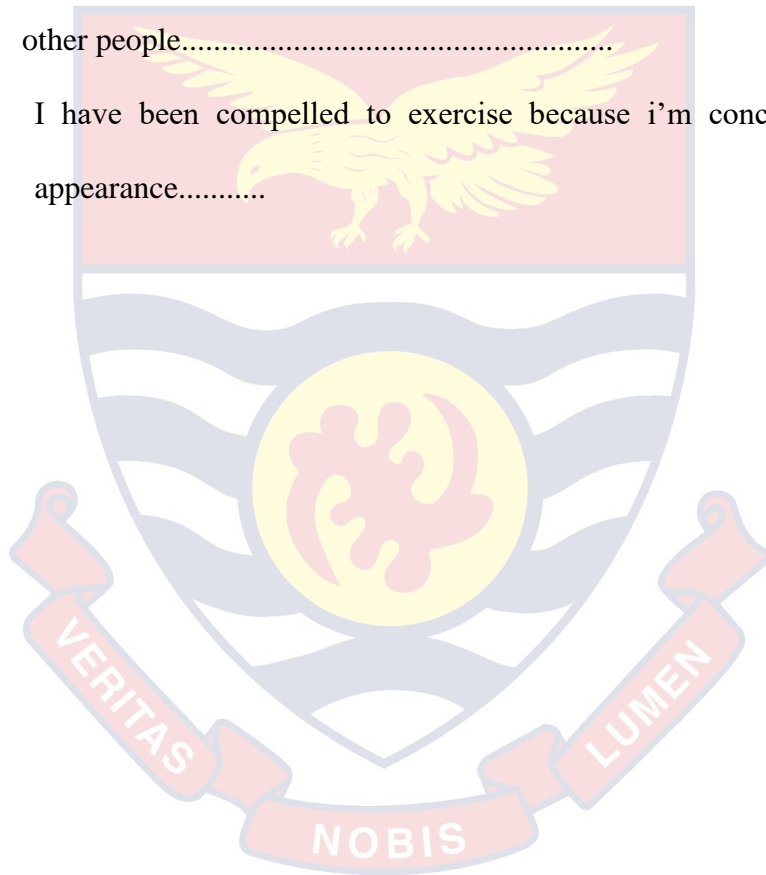 other people......................................................
I have been compelled to exercise because i’m conc
appearance...........
VERITAS
NOBIS
LUMEN